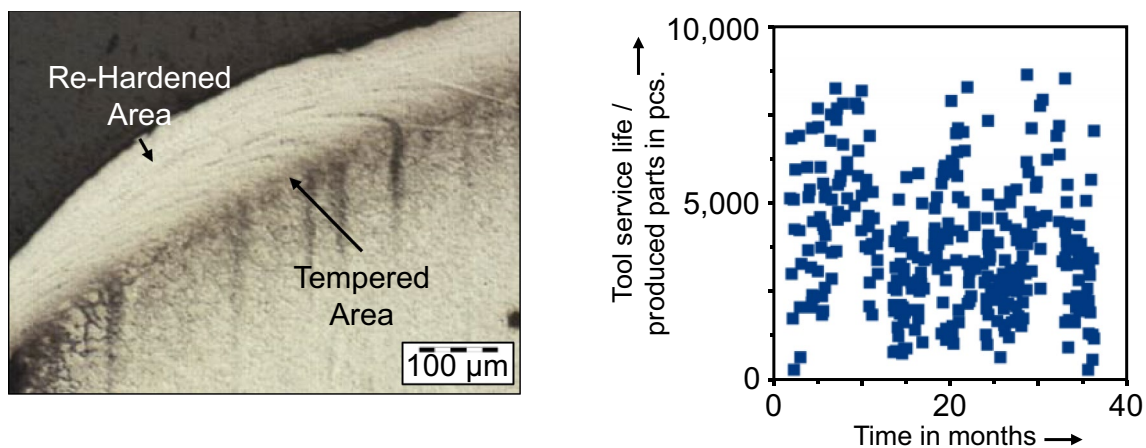 Re-Hardened
Area
Tempered
Area
100 µm
Tool service life /
produced parts in pcs.
10,000
5,000
0
0
20
40
Time in months